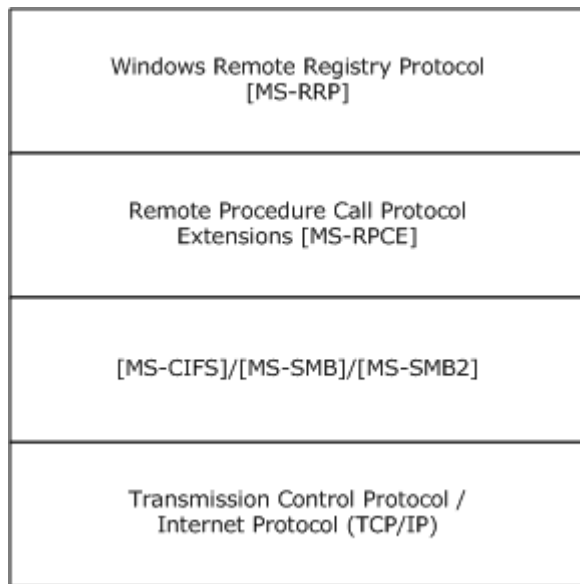 Windows Remote Registry Protocol
[MS-RRP]
Remote Procedure Call Protocol
Extensions [MS-RPCE]
[MS-CIFS]/[MS-SMB]/[MS-SMB2]
Transmission Control Protocol /
Internet Protocol (TCP/IP)